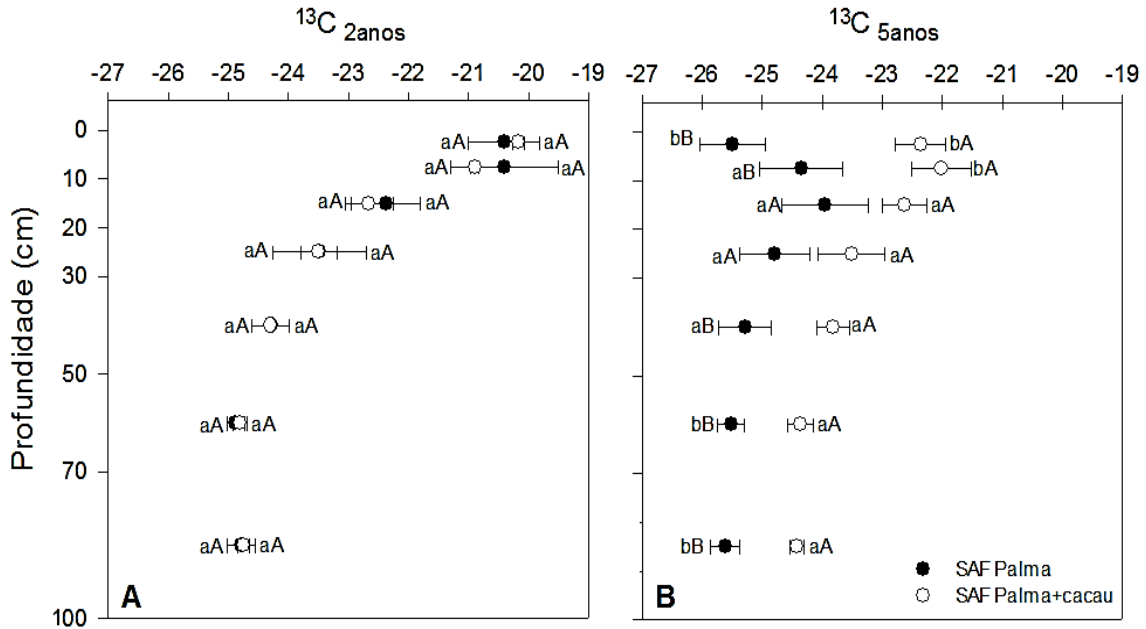 13C 2anos
13C 5anos
-27 -26 -25 -24 -23 -22 -21 -20 -19
-27 -26 -25 -24 -23 -22 -21 -20 -19
Profundidade (cm)
0
10
20
30
50
70
100
aA aA
aA aA
aA aA
aA aA
aA aA
aA aA
aA aA
A
bB bA
aB bA
aA aA
aA aA
aB aA
bB aA
bB aA
SAF Palma
SAF Palma+cacau
B